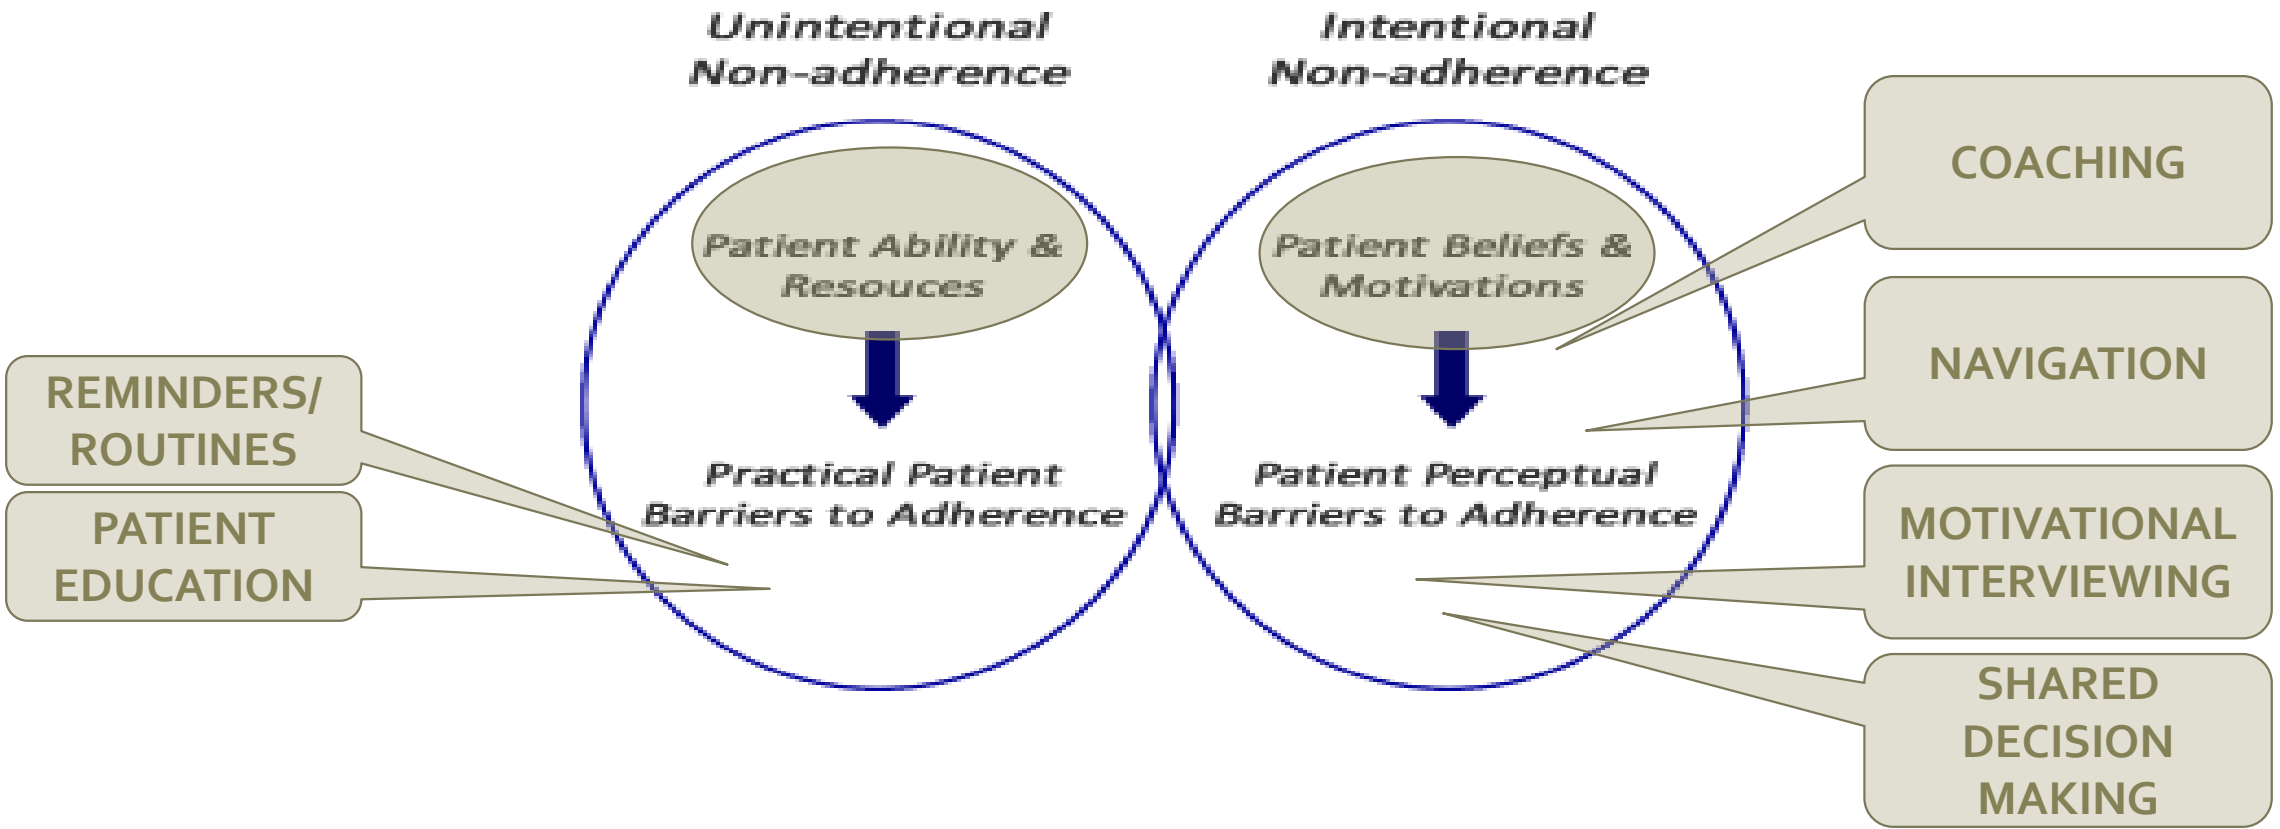 Unintentional
Non-adherence
Intentional
Non-adherence
Patient Ability &
Resouces
Patient Beliefs &
Motivations
Practical Patient
Barriers to Adherence
Patient Perceptual
Barriers to Adherence
REMINDERS/
ROUTINES
PATIENT
EDUCATION
COACHING
NAVIGATION
MOTIVATIONAL
INTERVIEWING
SHARED
DECISION
MAKING